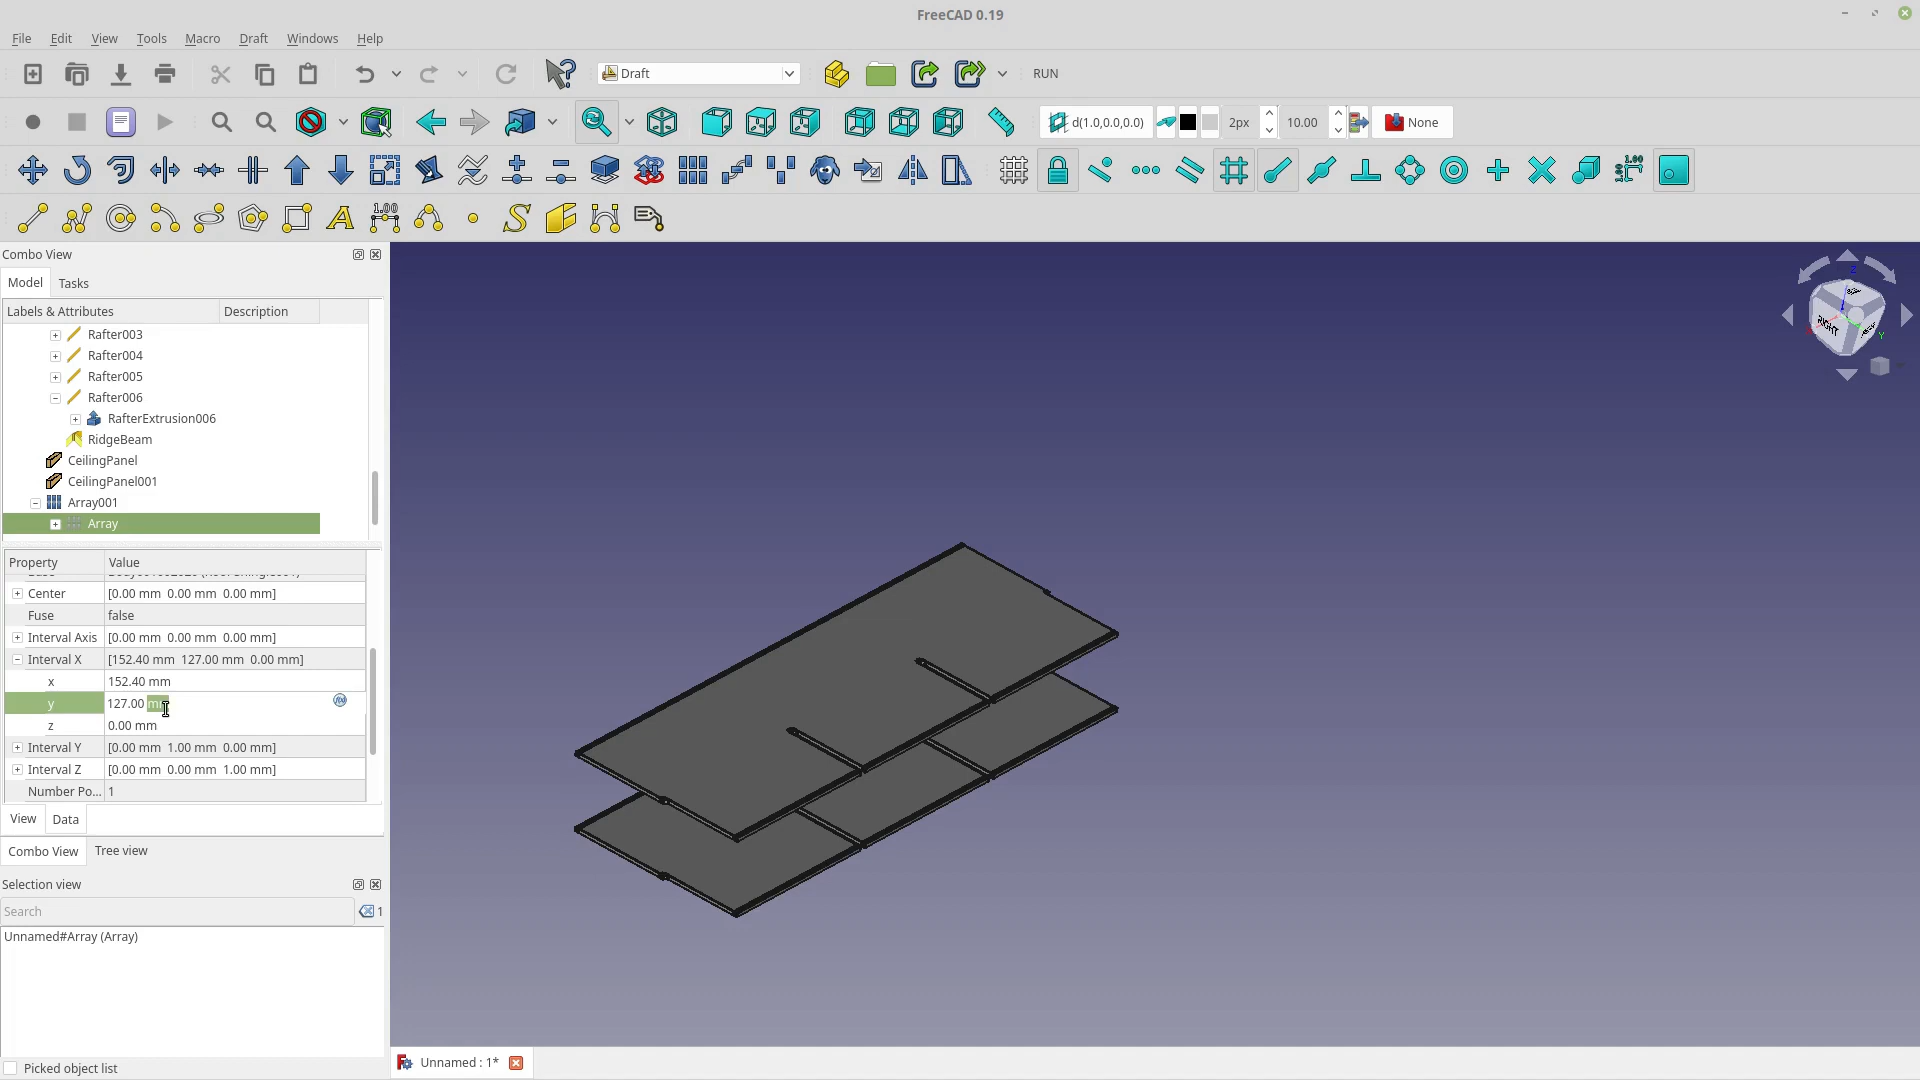 FreeCAD 0.19
File Edit View Tools Macro Draft Windows Help
Draft RUN
d(1.0,0.0,0.0) 2px 10.00 None
1.00
1.00
Combo View
Model Tasks
Labels & Attributes Description
Rafter003
Rafter004
Rafter005
Rafter006
RafterExtrusion006
RidgeBeam
CeilingPanel
CeilingPanel001
Array001
Array
Property Value
Center [0.00 mm 0.00 mm 0.00 mm]
Fuse false
Interval Axis [0.00 mm 0.00 mm 0.00 mm]
Interval X [152.40 mm 127.00 mm 0.00 mm]
x 152.40 mm
y 127.00 mm
z 0.00 mm
Interval Y [0.00 mm 1.00 mm 0.00 mm]
Interval Z [0.00 mm 0.00 mm 1.00 mm]
Number Po... 1
View Data
Combo View Tree view
Selection view
Search 1
Unnamed#Array (Array)
Picked object list
Z
RIGHT
Y
Unnamed : 1*